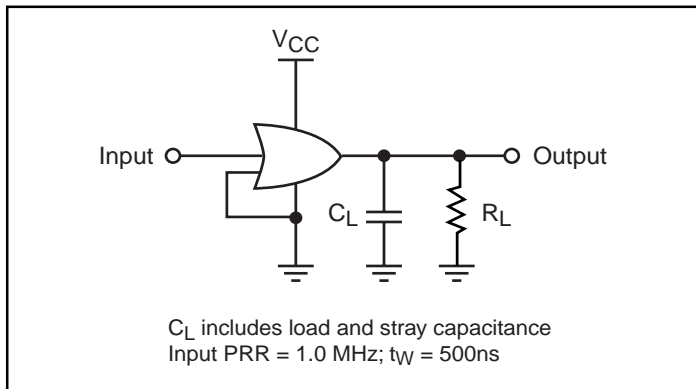 VCC
Input
Output
CL
RL
CL includes load and stray capacitance
Input PRR = 1.0 MHz; tW = 500ns